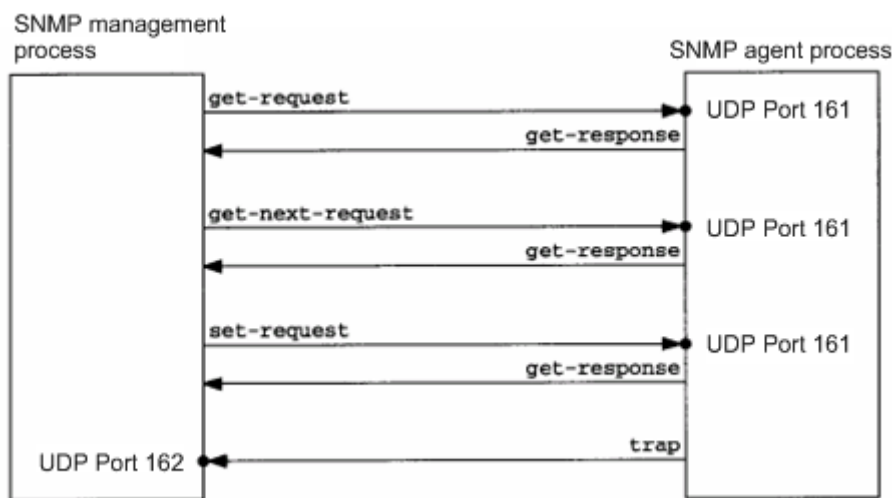 SNMP management
process
SNMP agent process
get-request
UDP Port 161
get-response
get-next-request
UDP Port 161
get-response
set-request
UDP Port 161
get-response
trap
UDP Port 162